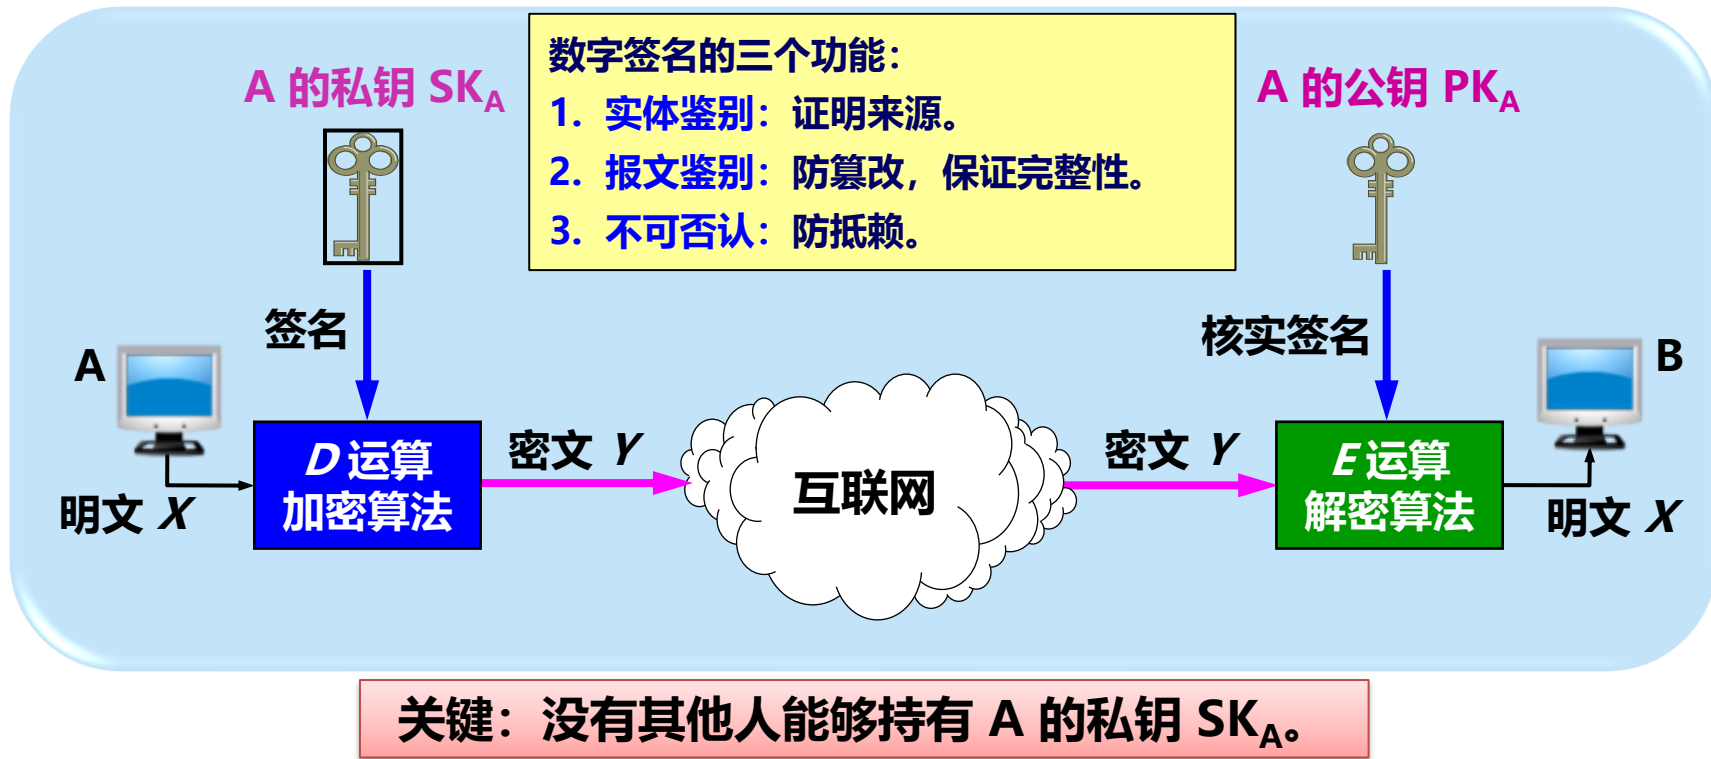 数字签名的三个功能：
1. 实体鉴别：证明来源。
2. 报文鉴别：防篡改，保证完整性。
3. 不可否认：防抵赖。
A 的私钥 SKA
A 的公钥 PKA
签名
核实签名
A
B
D 运算
加密算法
密文 Y
互联网
密文 Y
E 运算
解密算法
明文 X
明文 X
关键：没有其他人能够持有 A 的私钥 SKA。